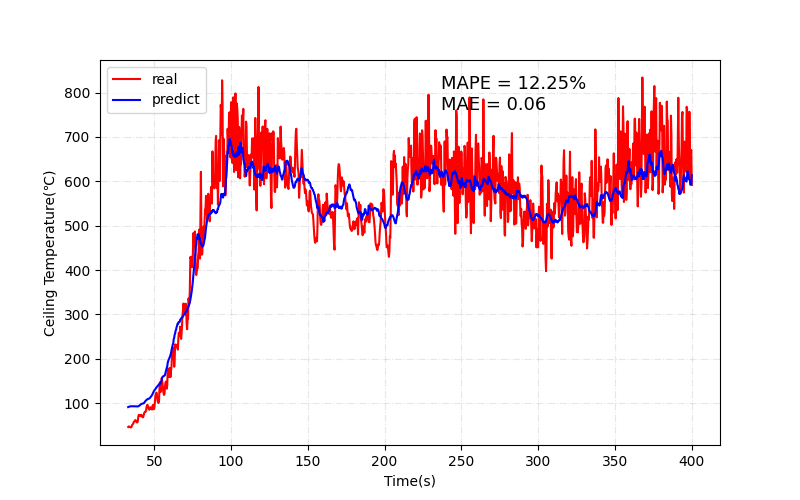 real
predict
MAPE = 12.25%
MAE = 0.06
800
700
600
500
400
300
200
100
Ceiling Temperature(℃)
50 100 150 200 250 300 350 400
Time(s)